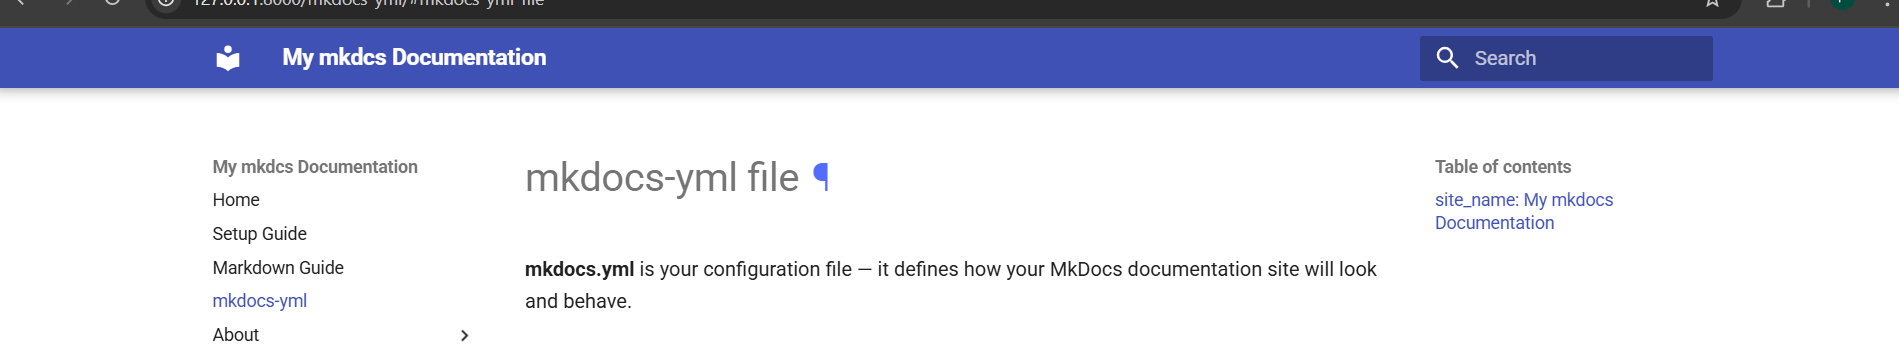 127.0.0.1:8000/mkdocs-yml/#mkdocs-yml-file
My mkdcs Documentation
Search
My mkdcs Documentation
Home
Setup Guide
Markdown Guide
mkdocs-yml
About
mkdocs-yml file ¶
mkdocs.yml is your configuration file — it defines how your MkDocs documentation site will look
and behave.
Table of contents
site_name: My mkdocs
Documentation